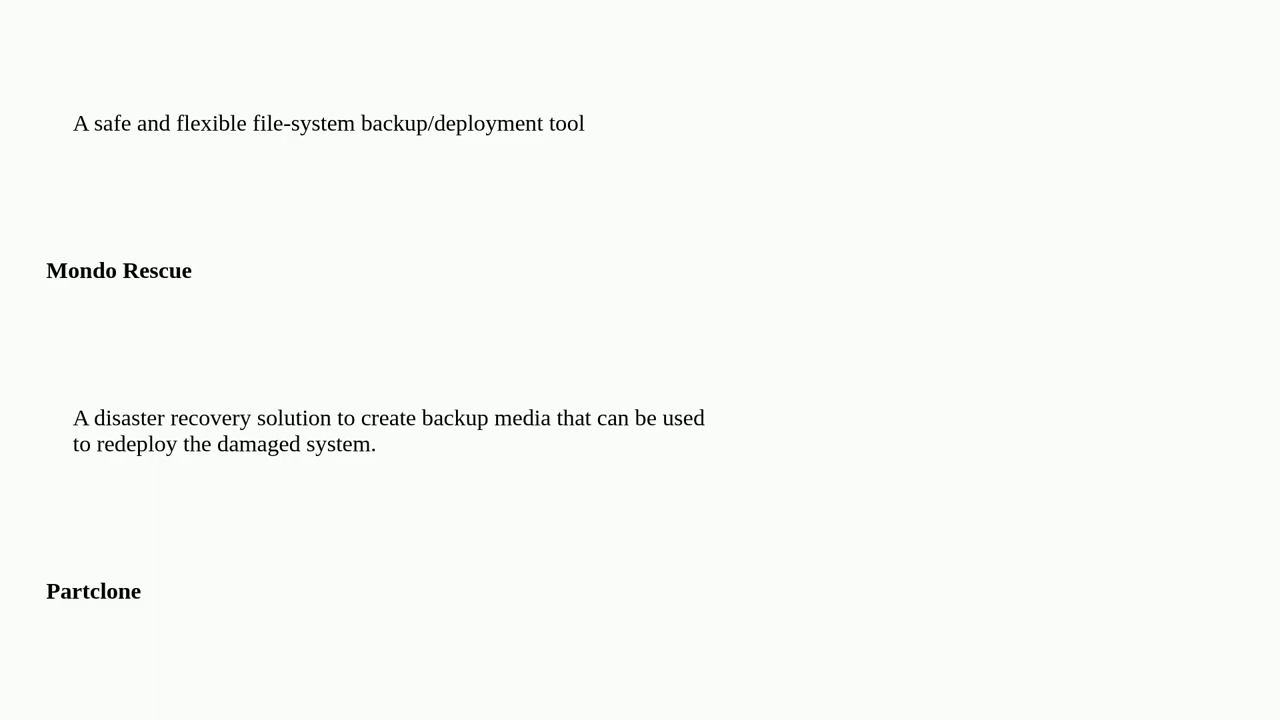 A safe and flexible file-system backup/deployment tool
Mondo Rescue
A disaster recovery solution to create backup media that can be used
to redeploy the damaged system.
Partclone